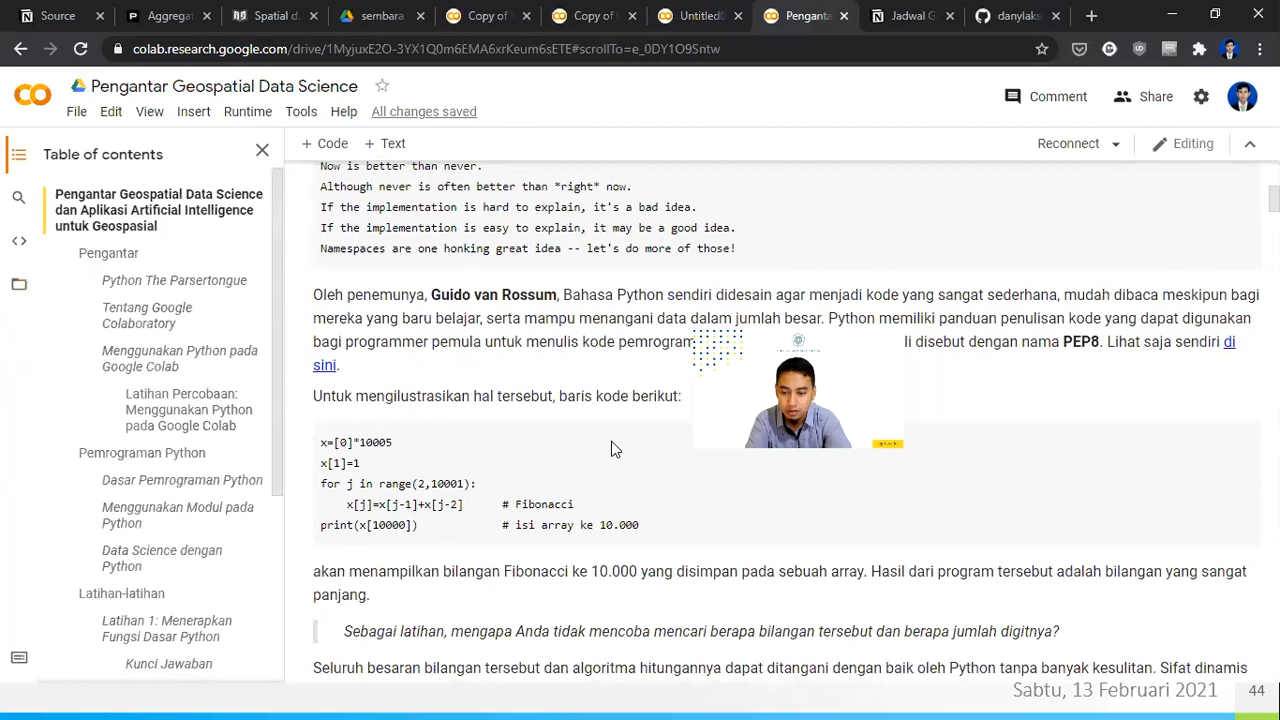 Source
Aggregat
Spatial d
sembara
Copy of M
Copy of
Untitled
Pengant
Jadwal G
danylaks
colab.research.google.com/drive/1MyjuxE2O-3YX1Q0m6EMA6xrKeum6sETE#scrollTo=e_0DY1O9Sntw
Pengantar Geospatial Data Science
Comment
Share
File Edit View Insert Runtime Tools Help All changes saved
Table of contents
+ Code + Text
Reconnect
Editing
Pengantar Geospatial Data Science
dan Aplikasi Artificial Intelligence
untuk Geospasial
Pengantar
Python The Parsertongue
Tentang Google
Colaboratory
Menggunakan Python pada
Google Colab
Latihan Percobaan:
Menggunakan Python
pada Google Colab
Pemrograman Python
Dasar Pemrograman Python
Menggunakan Modul pada
Python
Data Science dengan
Python
Latihan-latihan
Latihan 1: Menerapkan
Fungsi Dasar Python
Kunci Jawaban
Now is better than never.
Although never is often better than *right* now.
If the implementation is hard to explain, it's a bad idea.
If the implementation is easy to explain, it may be a good idea.
Namespaces are one honking great idea -- let's do more of those!
Oleh penemunya, Guido van Rossum, Bahasa Python sendiri didesain agar menjadi kode yang sangat sederhana, mudah dibaca meskipun bagi
mereka yang baru belajar, serta mampu menangani data dalam jumlah besar. Python memiliki panduan penulisan kode yang dapat digunakan
bagi programmer pemula untuk menulis kode pemrogram li disebut dengan nama PEP8. Lihat saja sendiri di
sini.
Untuk mengilustrasikan hal tersebut, baris kode berikut:
x=[0]*10005
x[1]=1
for j in range(2,10001):
x[j]=x[j-1]+x[j-2] # Fibonacci
print(x[10000]) # isi array ke 10.000
akan menampilkan bilangan Fibonacci ke 10.000 yang disimpan pada sebuah array. Hasil dari program tersebut adalah bilangan yang sangat
panjang.
Sebagai latihan, mengapa Anda tidak mencoba mencari berapa bilangan tersebut dan berapa jumlah digitnya?
Seluruh besaran bilangan tersebut dan algoritma hitungannya dapat ditangani dengan baik oleh Python tanpa banyak kesulitan. Sifat dinamis
Sabtu, 13 Februari 2021
44